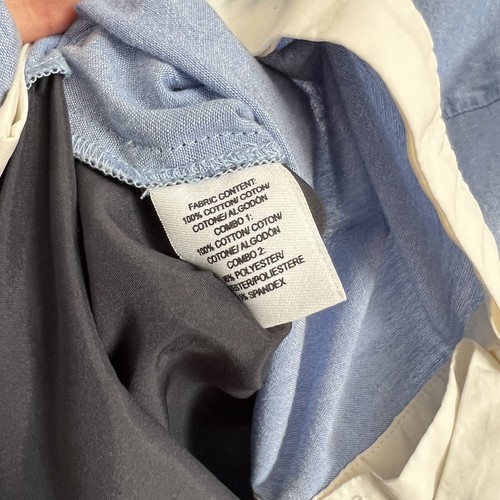 FABRIC CONTENT:
100% COTTON/ COTON/
COTONE/ ALGODÓN
COMBO 1:
100% COTTON/ COTON/
COTONE/ ALGODÓN
COMBO 2:
POLYESTER/
ESTER/POLIESTERE
SPANDEX